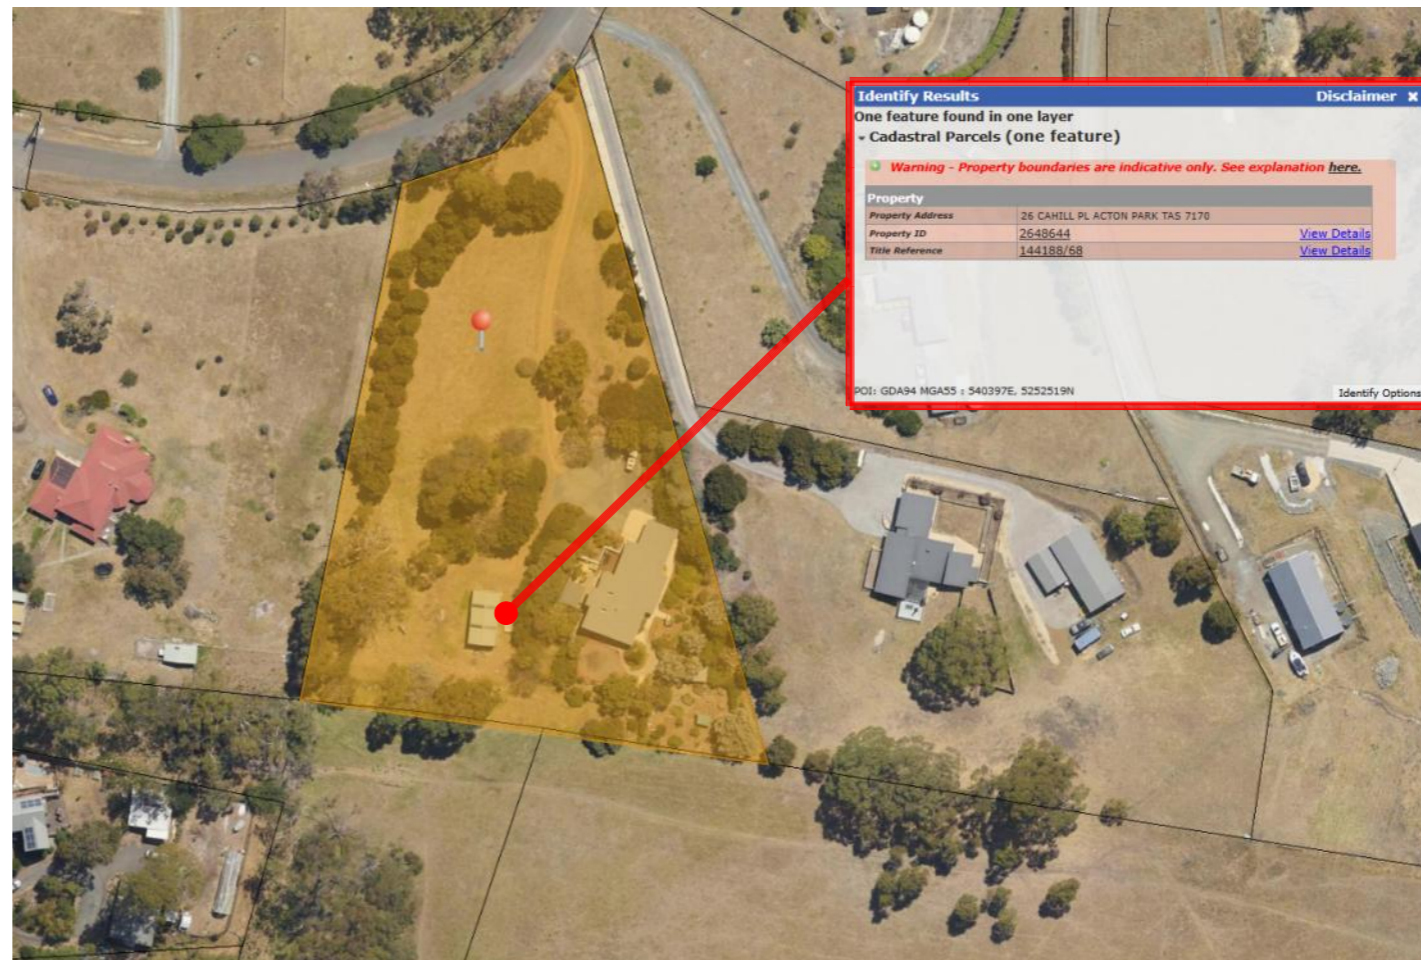 Identify Results Disclaimer ×
One feature found in one layer
Cadastral Parcels (one feature)
Warning - Property boundaries are indicative only. See explanation here.
Property
Property Address 26 CAHILL PL ACTON PARK TAS 7170
Property ID 2648644 View Details
Title Reference 144188/68 View Details
POI: GDA94 MGA55 : 540397E, 5252519N Identify Options